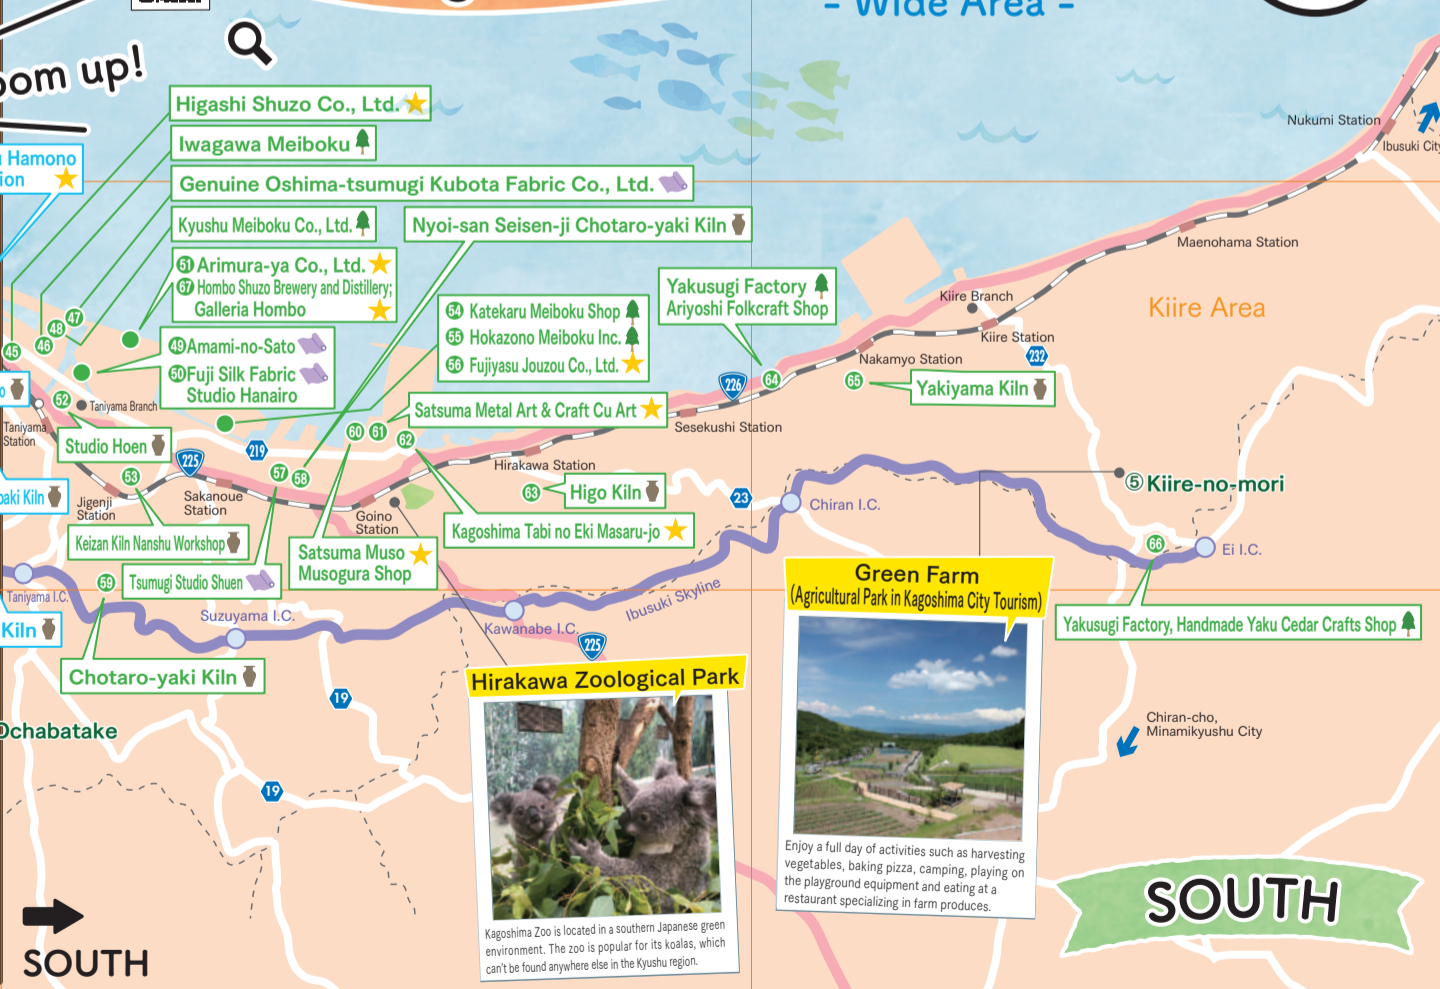 - Wide Area -
oom up!
Higashi Shuzo Co., Ltd.
Iwagawa Meiboku
Hamono
Genuine Oshima-tsumugi Kubota Fabric Co., Ltd.
Kyushu Meiboku Co., Ltd.
Nyoi-san Seisen-ji Chotaro-yaki Kiln
51 Arimura-ya Co., Ltd.
67 Hombo Shuzo Brewery and Distillery;
Galleria Hombo
49 Amami-no-Sato
50 Fuji Silk Fabric
Studio Hanairo
54 Katekaru Meiboku Shop
55 Hokazono Meiboku Inc.
56 Fujiyasu Jouzou Co., Ltd.
Yakusugi Factory
Ariyoshi Folkcraft Shop
Nukumi Station
Ibusuki City
Maenohama Station
Kiire Area
Kiire Branch
Kiire Station
232
Nakamyo Station
47
48
46
45
52
Taniyama Branch
Taniyama
Station
Studio Hoen
Satsuma Metal Art & Craft Cu Art
226
64
65
Yakiyama Kiln
Sesekushi Station
60
61
62
219
225
57
58
53
Hirakawa Station
63
Higo Kiln
Jigenji
Station
Sakanoue
Station
Goino
Station
Kiln
23
Chiran I.C.
⑤Kiire-no-mori
Keizan Kiln Nanshu Workshop
Kagoshima Tabi no Eki Masaru-jo
Satsuma Muso
Musogura Shop
59
Tsumugi Studio Shuen
Taniyama I.C.
Kiln
Suzuyama I.C.
Kawanabe I.C.
225
Ibusuki Skyline
66
Ei I.C.
Yakusugi Factory, Handmade Yaku Cedar Crafts Shop
Chotaro-yaki Kiln
Ochabatake
19
19
Green Farm
(Agricultural Park in Kagoshima City Tourism)
Enjoy a full day of activities such as harvesting
vegetables, baking pizza, camping, playing on
the playground equipment and eating at a
restaurant specializing in farm produces.
Hirakawa Zoological Park
Kagoshima Zoo is located in a southern Japanese green
environment. The zoo is popular for its koalas, which
can't be found anywhere else in the Kyushu region.
Chiran-cho,
Minamikyushu City
SOUTH
SOUTH